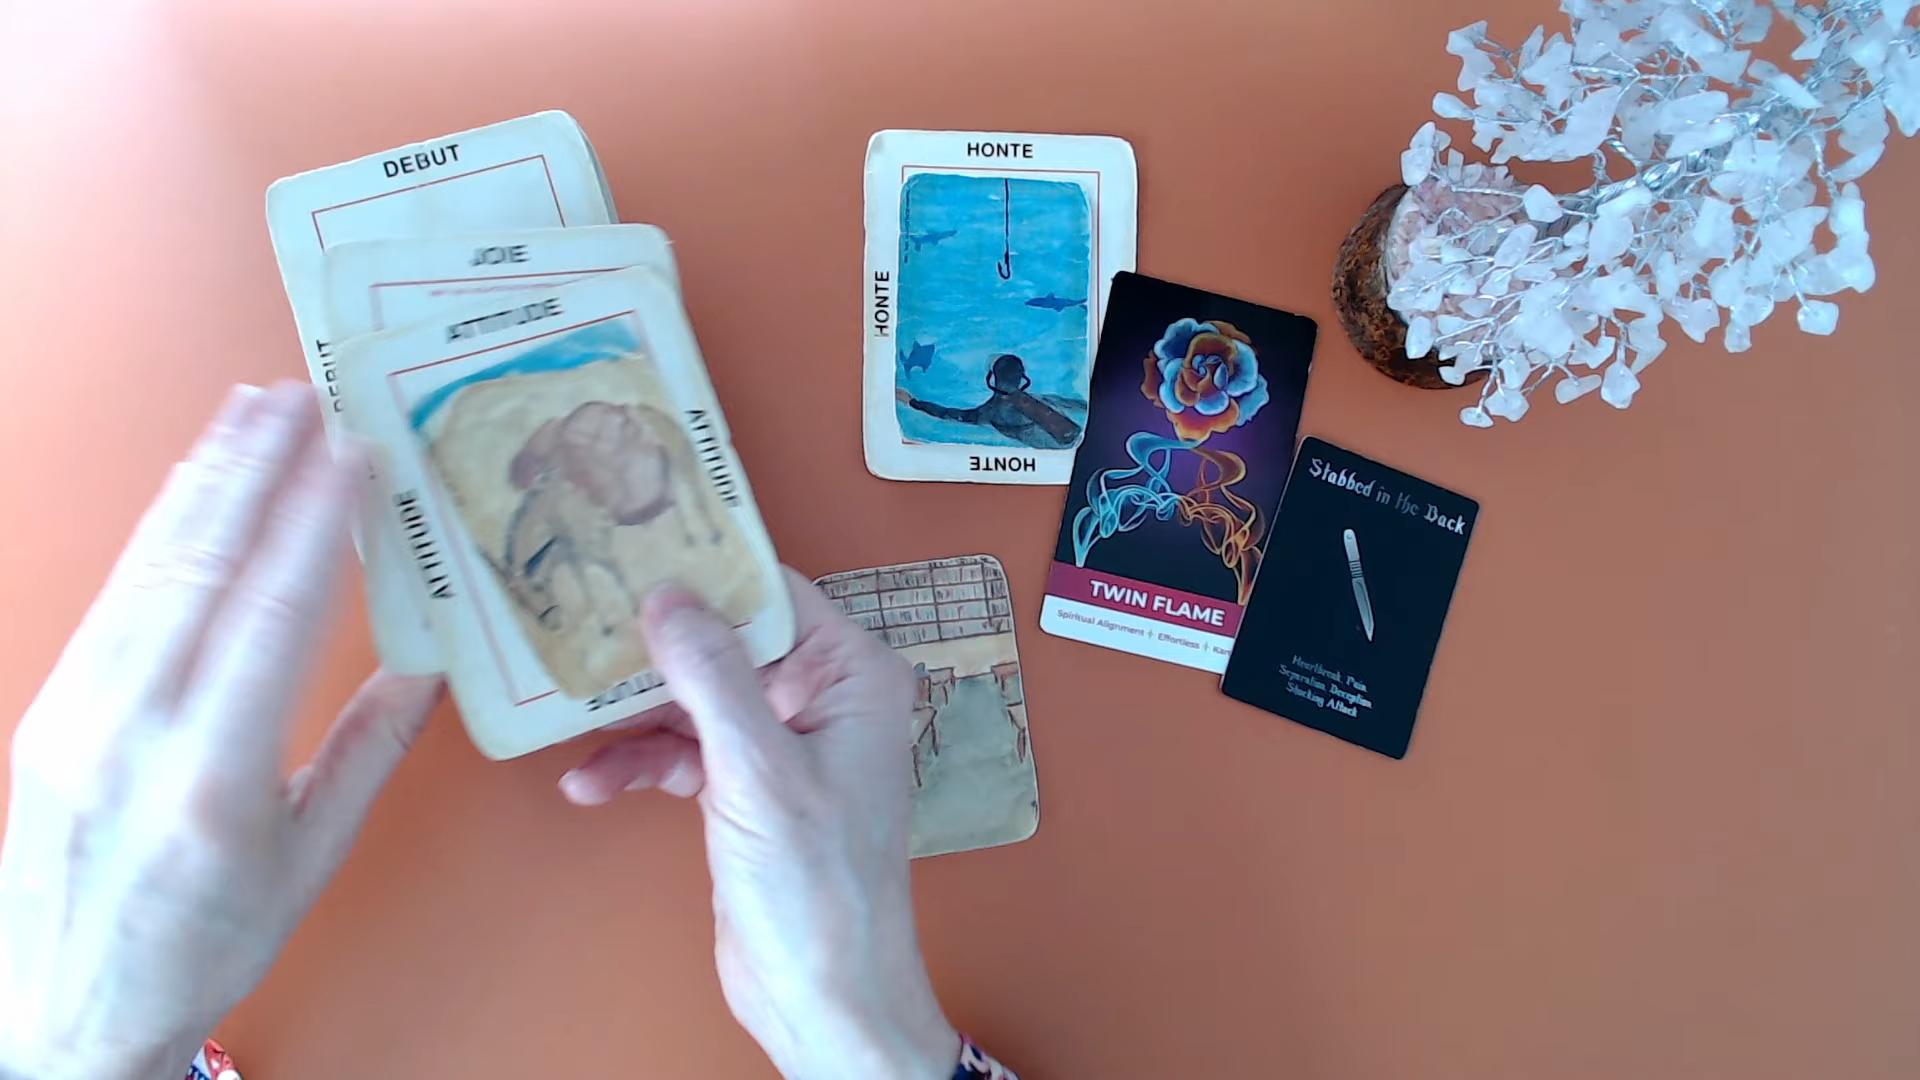 DEBUT
DEBUT
JOIE
ATTITUDE
ATTITUDE
ATTITUDE
HONTE
HONTE
HONTE
TWIN FLAME
Spiritual Alignment Effortless
Stabbed in the Back
Heartbreak, Pain
Separation, Deception
Shocking Attack